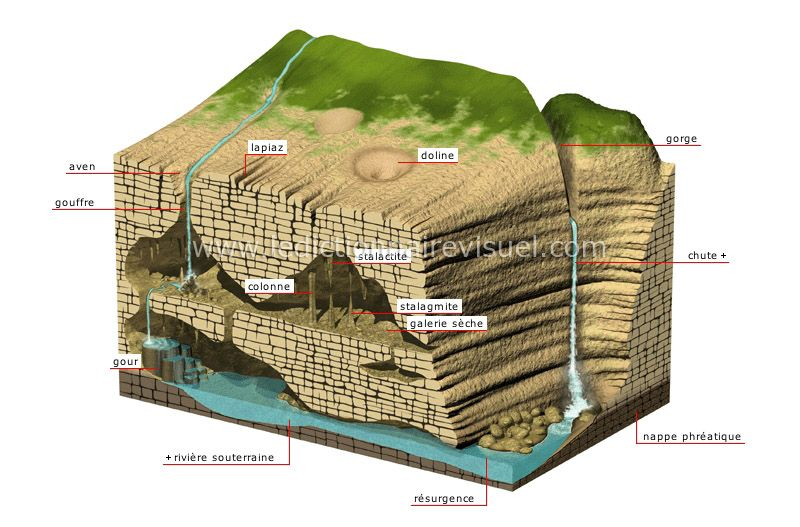 gorge
lapiaz
doline
aven
gouffre
www.ledictionnairevisuel.com
stalactite
chute +
colonne
stalagmite
galerie sèche
gour
nappe phréatique
+ rivière souterraine
résurgence